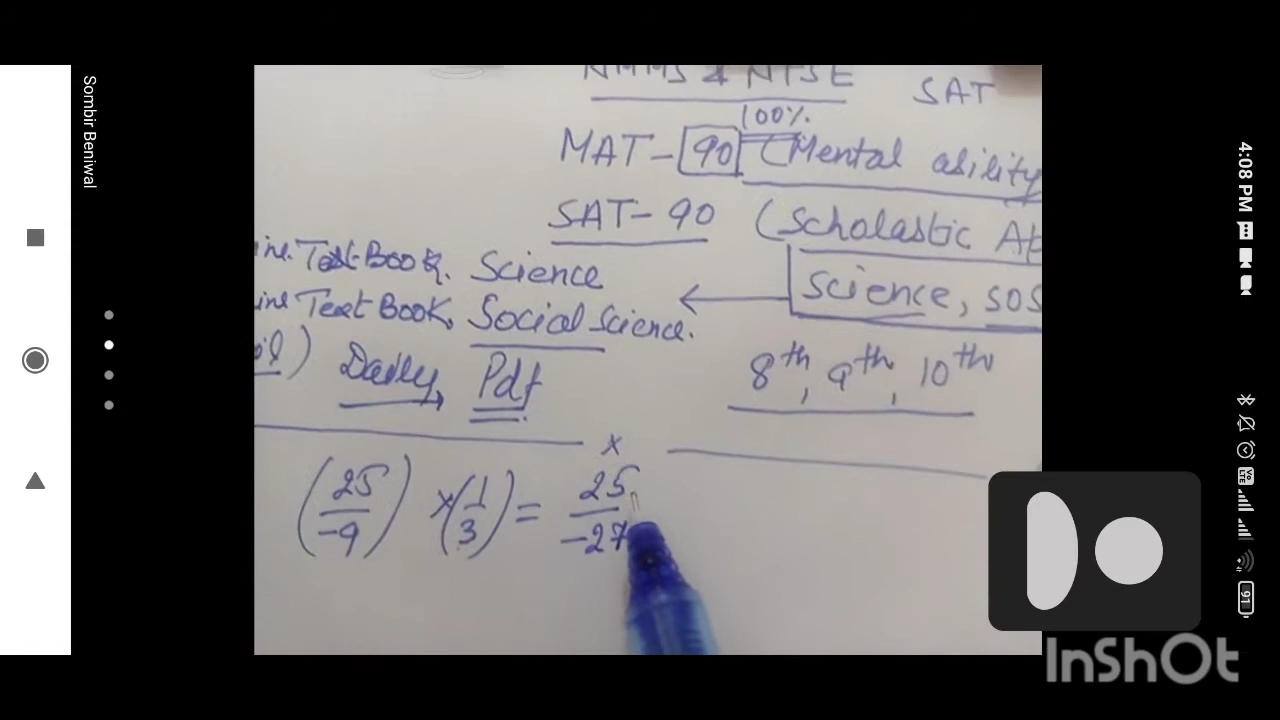 Sombir Beniwal
4:08 PM
NMMS & NTSE
SAT
100%
MAT - 90 (Mental ability
SAT - 90 (Scholastic
Text Book. Science
science, sos
Text Book, Social Science.
8th, 9th, 10th
Daily, Pdf
x
(25/-9) x (1/3) = 25/-27
91
InShOt